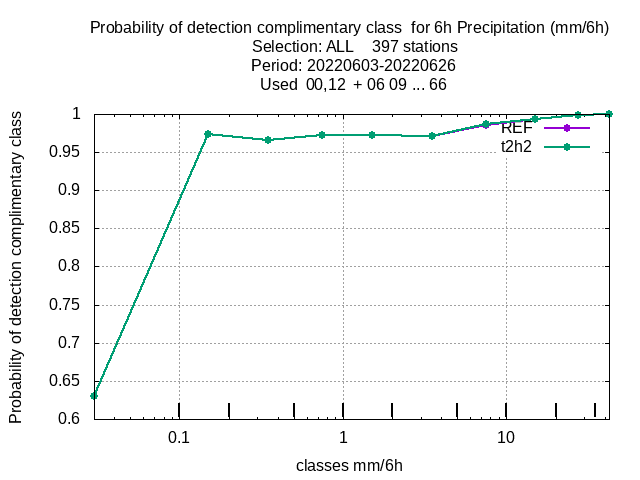 Probability of detection complimentary class  for 6h Precipitation (mm/6h)
Selection: ALL    397 stations
Period: 20220603-20220626
Used  00,12  + 06 09 ... 66
Probability of detection complimentary class
1
0.95
0.9
0.85
0.8
0.75
0.7
0.65
0.6
REF
t2h2
0.1
1
10
classes mm/6h